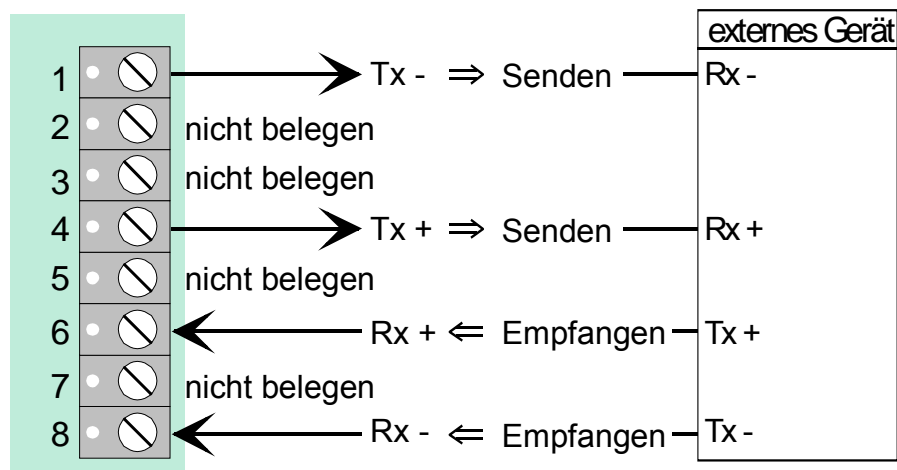 externes Gerät
1 Tx - ⇒ Senden Rx -
2 nicht belegen
3 nicht belegen
4 Tx + ⇒ Senden Rx +
5 nicht belegen
6 Rx + ⇐ Empfangen Tx +
7 nicht belegen
8 Rx - ⇐ Empfangen Tx -